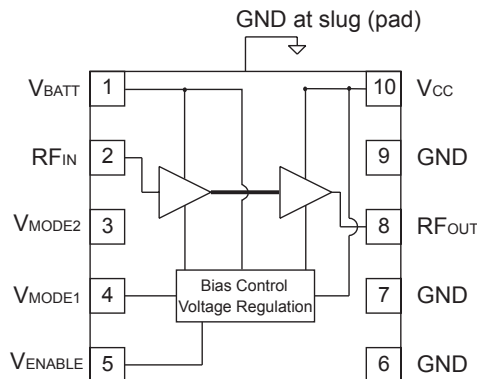 GND at slug (pad)
VBATT 1 10 VCC
RFIN 2 9 GND
VMODE2 3 8 RFOUT
Bias Control
Voltage Regulation
VMODE1 4 7 GND
VENABLE 5 6 GND